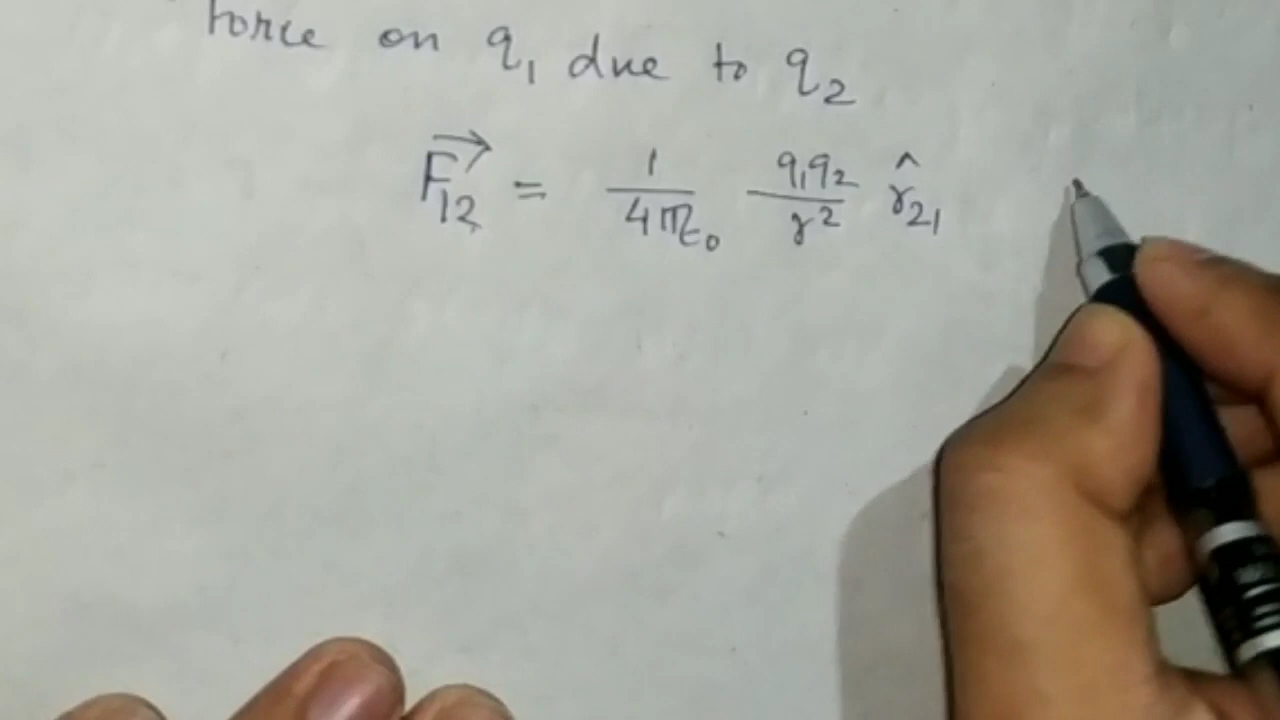 Force on q₁ due to q₂
F₁₂⃗ = 1/4πε₀ q₁q₂/r² r̂₂₁